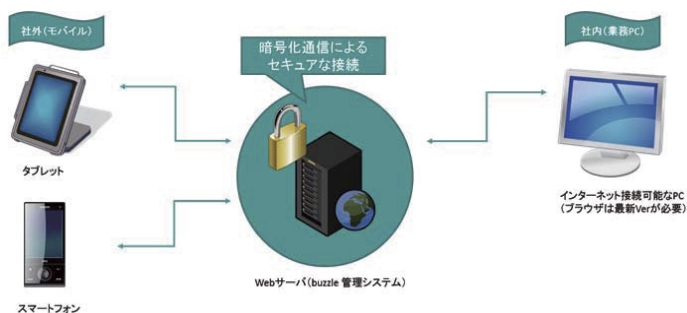 社外(モバイル)
暗号化通信による
セキュアな接続
社内(業務PC)
タブレット
インターネット接続可能なPC
(ブラウザは最新Verが必要)
Webサーバ(buzzle 管理システム)
スマートフォン